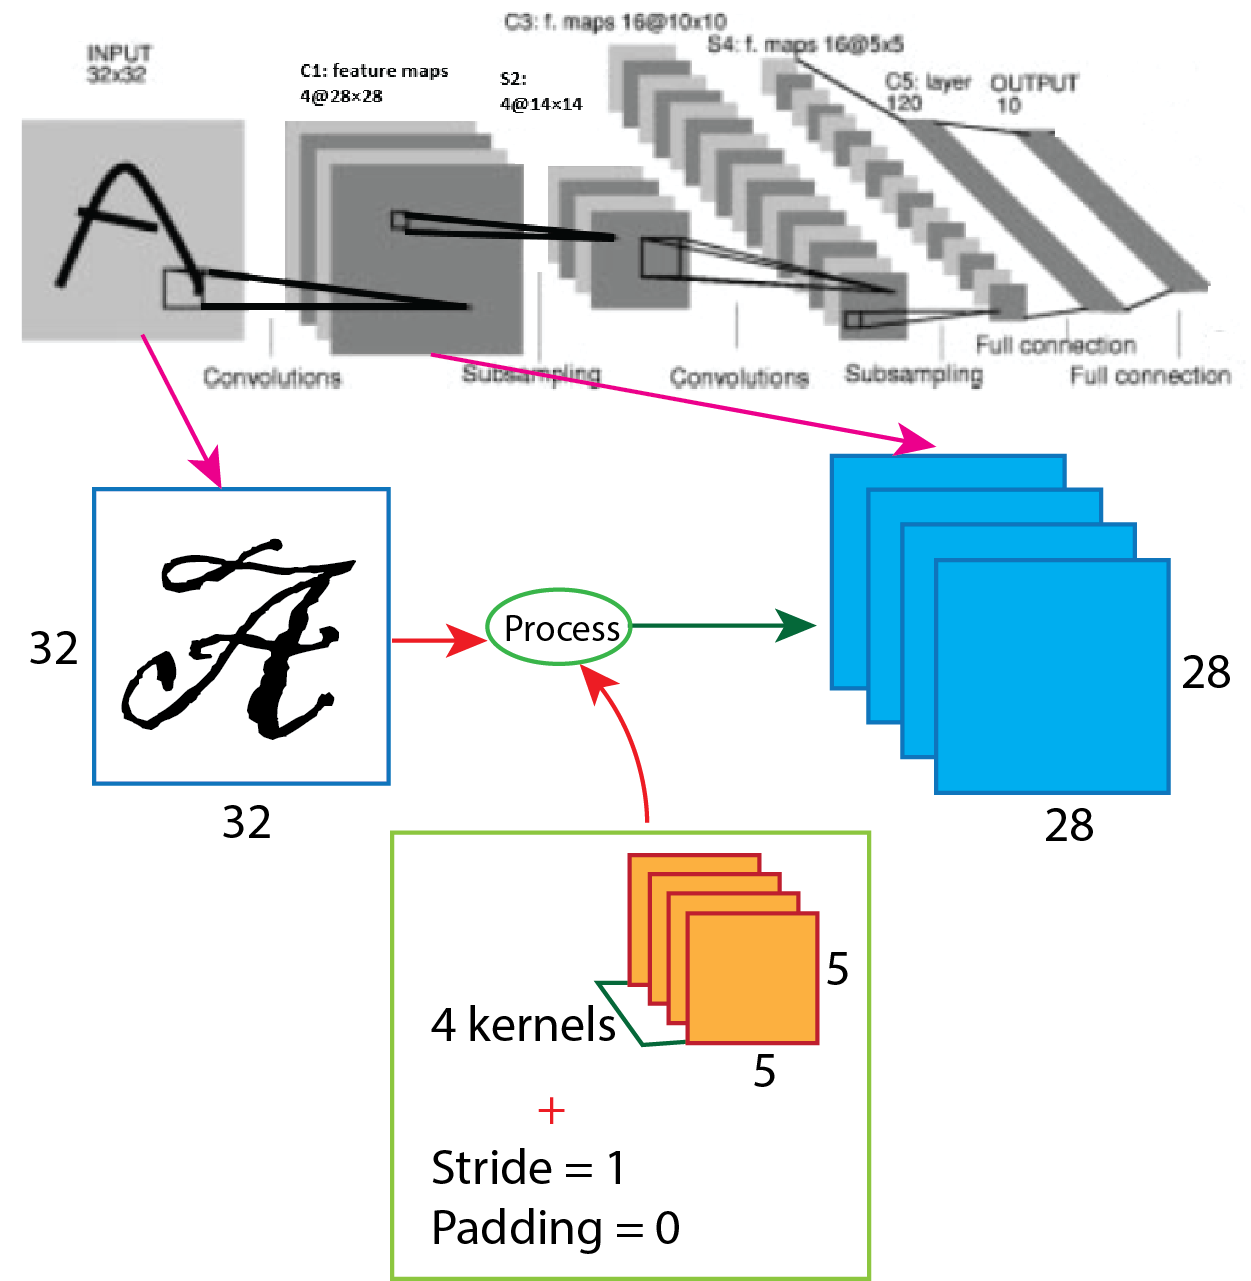 INPUT
32x32
C1: feature maps
4@28×28
S2:
4@14×14
C3: f. maps 16@10x10
S4: f. maps 16@5x5
C5: layer
120
OUTPUT
10
Convolutions
Subsampling
Convolutions
Subsampling
Full connection
Full connection
A
32
32
Process
28
28
4 kernels
5
5
+
Stride = 1
Padding = 0